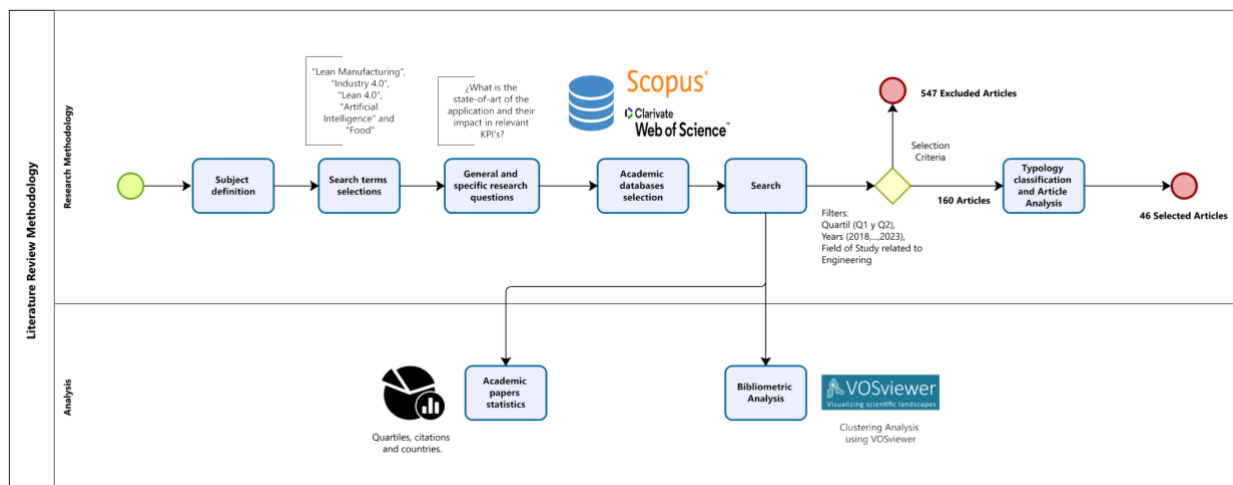 Literature Review Methodology
Research Methodology
"Lean Manufacturing",
"Industry 4.0",
"Lean 4.0",
"Artificial
Intelligence" and
"Food"
¿What is the
state-of-art of the
application and their
impact in relevant
KPI's?
Scopus®
Clarivate
Web of Science™
547 Excluded Articles
Selection
Criteria
Subject
definition
Search terms
selections
General and
specific research
questions
Academic
databases
selection
Search
Typology
classification
and Article
Analysis
160 Articles
46 Selected Articles
Filters:
Quartil (Q1 y Q2),
Years (2018,...,2023),
Field of Study related to
Engineering
Analysis
Academic
papers
statistics
Quartiles, citations
and countries.
Bibliometric
Analysis
VOSviewer
Visualizing scientific landscapes
Clustering Analysis
using VOSviewer